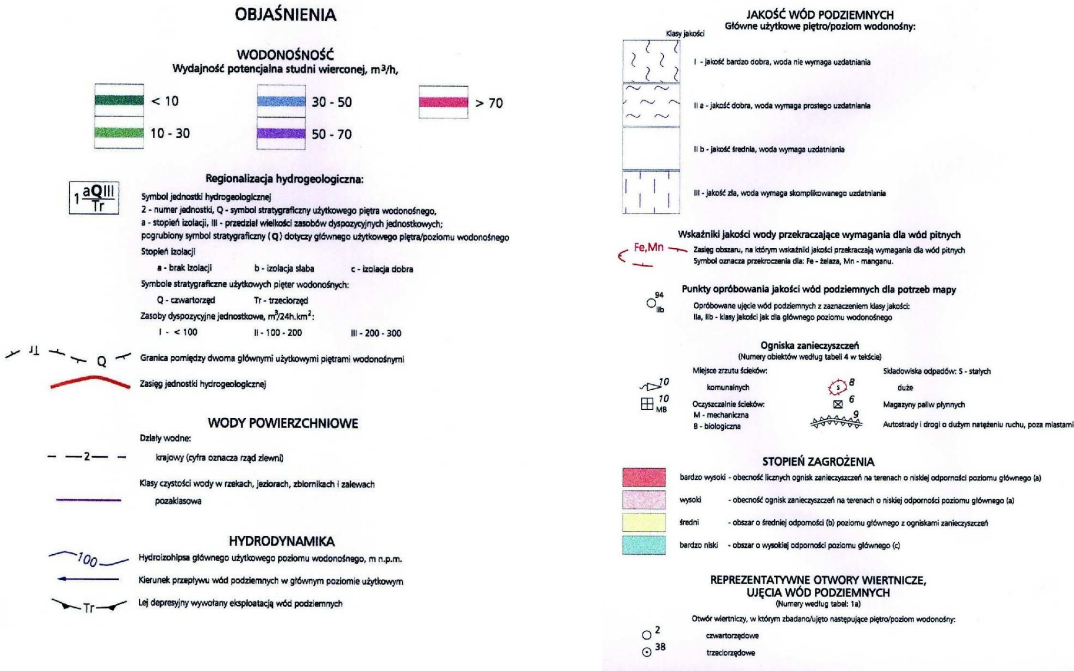 OBJAŚNIENIA
WODONOŚNOŚĆ
Wydajność potencjalna studni wierconej, m³/h,
< 10
30 - 50
> 70
10 - 30
50 - 70
Regionalizacja hydrogeologiczna:
1 aQIII
Tr
Symbol jednostki hydrogeologicznej
2 - numer jednostki, Q - symbol stratygraficzny użytkowego piętra wodonośnego,
a - stopień izolacji, III - przedział wielkości zasobów dyspozycyjnych jednostkowych;
pogrubiony symbol stratygraficzny (Q) dotyczy głównego użytkowego piętra/poziomu wodonośnego
Stopień izolacji
a - brak izolacji b - izolacja słaba c - izolacja dobra
Symbole stratygraficzne użytkowych pięter wodonośnych:
Q - czwartorzęd Tr - trzeciorzęd
Zasoby dyspozycyjne jednostkowe, m³/24h.km²:
I - < 100 II - 100 - 200 III - 200 - 300
Tr Q Granica pomiędzy dwoma głównymi użytkowymi piętrami wodonośnymi
Zasięg jednostki hydrogeologicznej
WODY POWIERZCHNIOWE
Działy wodne:
2 krajowy (cyfra oznacza rząd zlewni)
Klasy czystości wody w rzekach, jeziorach, zbiornikach i zalewach
pozaklasowa
HYDRODYNAMIKA
100 Hydroizohipsa głównego użytkowego poziomu wodonośnego, m n.p.m.
Kierunek przepływu wód podziemnych w głównym poziomie użytkowym
Tr Lej depresyjny wywołany eksploatacją wód podziemnych
JAKOŚĆ WÓD PODZIEMNYCH
Główne użytkowe piętro/poziom wodonośny:
Klasy jakości
I - jakość bardzo dobra, woda nie wymaga uzdatniania
II a - jakość dobra, woda wymaga prostego uzdatniania
II b - jakość średnia, woda wymaga uzdatniania
III - jakość zła, woda wymaga skomplikowanego uzdatniania
Wskaźniki jakości wody przekraczające wymagania dla wód pitnych
Fe,Mn Zasięg obszaru, na którym wskaźniki jakości przekraczają wymagania dla wód pitnych
Symbol oznacza przekroczenia dla: Fe - żelaza, Mn - manganu.
Punkty opróbowania jakości wód podziemnych dla potrzeb mapy
94
IIb
Opróbowane ujęcie wód podziemnych z zaznaczeniem klasy jakości:
IIa, IIb - klasy jakości jak dla głównego poziomu wodonośnego
Ogniska zanieczyszczeń
(Numery obiektów według tabeli 4 w tekście)
Miejsce zrzutu ścieków:
10 komunalnych
10
MB
Oczyszczalnie ścieków:
M - mechaniczna
B - biologiczna
Składowiska odpadów: S - stałych
S 8 duże
6 Magazyny paliw płynnych
9 Autostrady i drogi o dużym natężeniu ruchu, poza miastami
STOPIEŃ ZAGROŻENIA
bardzo wysoki - obecność licznych ognisk zanieczyszczeń na terenach o niskiej odporności poziomu głównego (a)
wysoki - obecność ognisk zanieczyszczeń na terenach o niskiej odporności poziomu głównego (a)
średni - obszar o średniej odporności (b) poziomu głównego z ogniskami zanieczyszczeń
bardzo niski - obszar o wysokiej odporności poziomu głównego (c)
REPREZENTATYWNE OTWORY WIERTNICZE,
UJĘCIA WÓD PODZIEMNYCH
(Numery według tabel: 1a)
Otwór wiertniczy, w którym zbadano/ujęto następujące piętro/poziom wodonośny:
2 czwartorzędowe
38 trzeciorzędowe